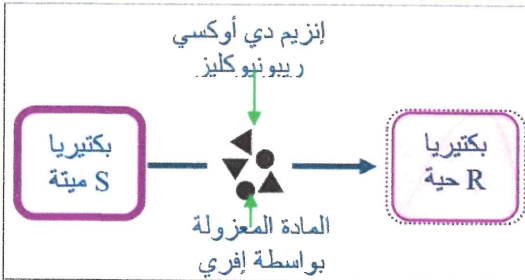 إنزيم دي أوكسي
ريبونيوكليز
بكتيريا
S ميتة
بكتيريا
R حية
المادة المعزولة
بواسطة إفري